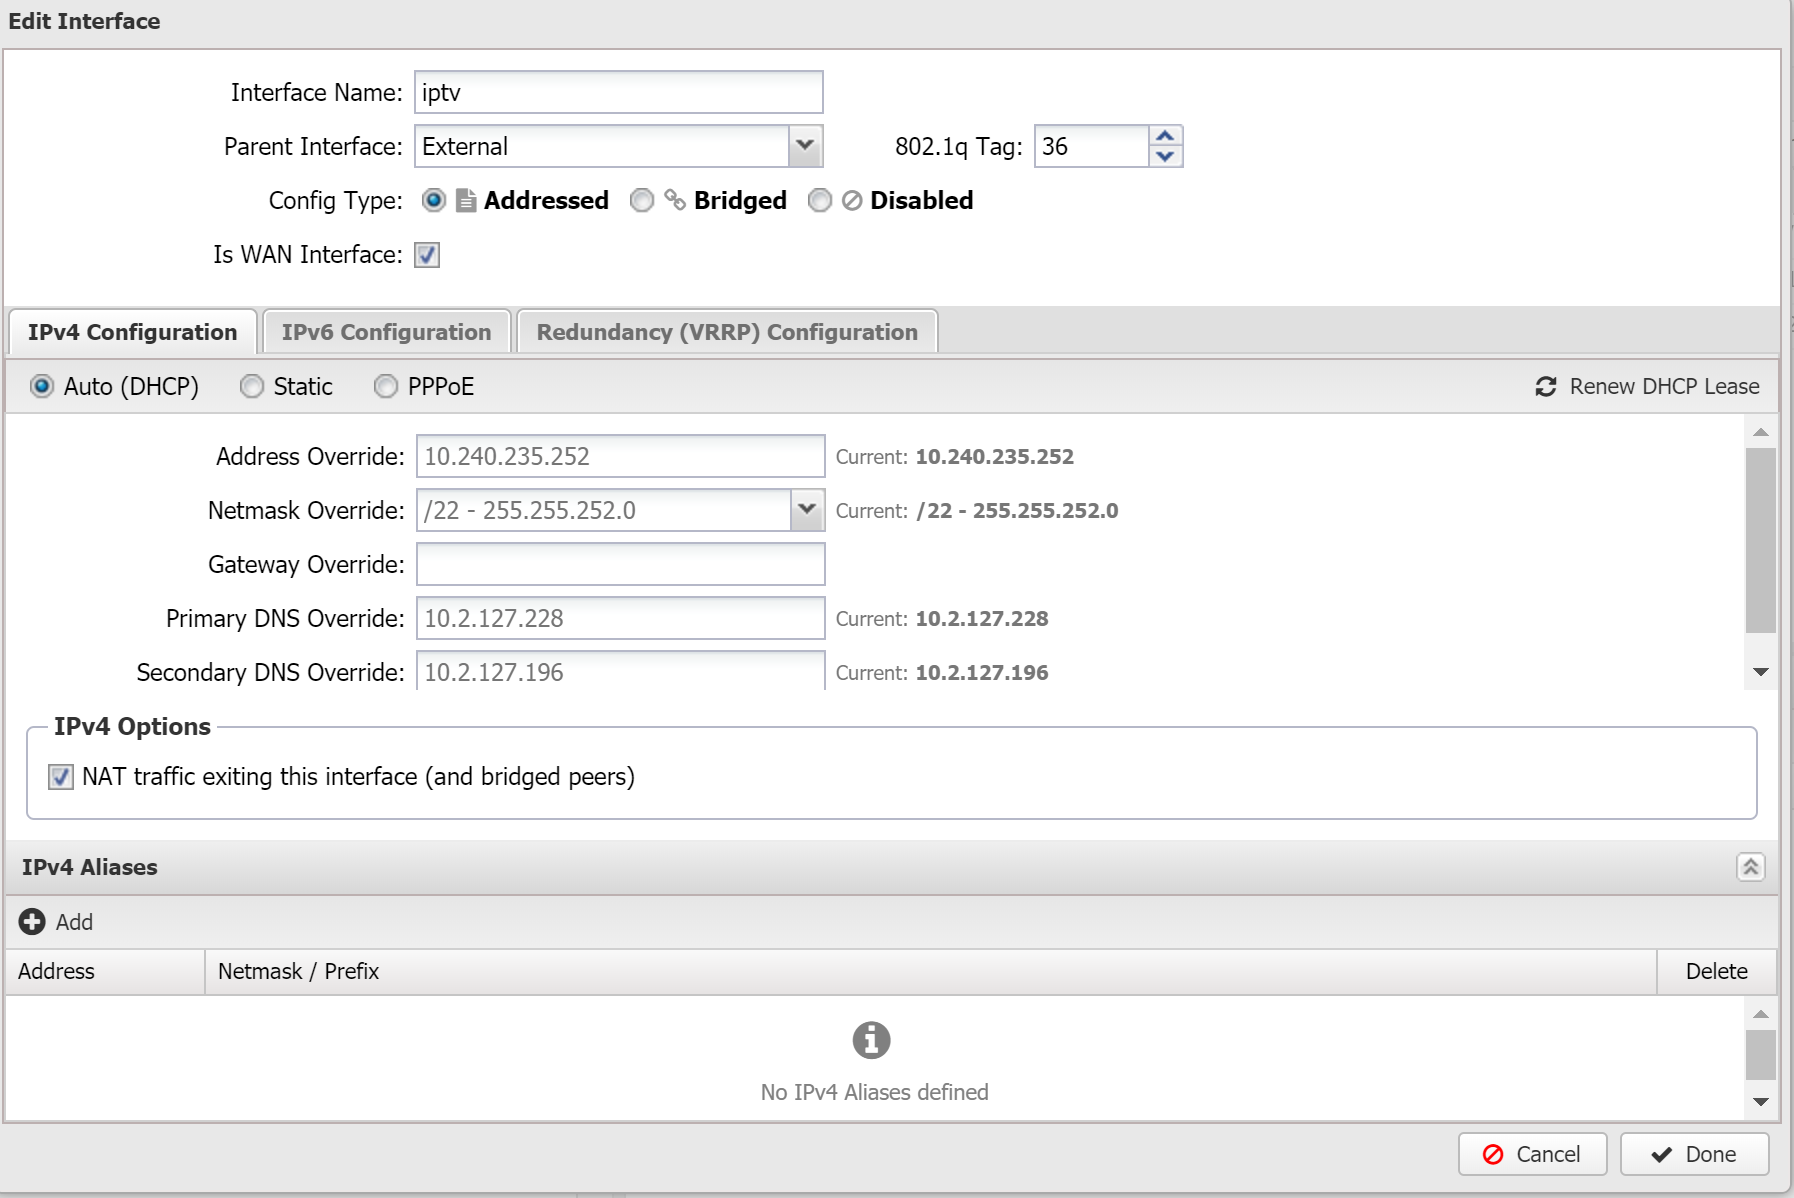 Edit Interface
Interface Name: iptv
Parent Interface: External 802.1q Tag: 36
Config Type: Addressed Bridged Disabled
Is WAN Interface:
IPv4 Configuration IPv6 Configuration Redundancy (VRRP) Configuration
Auto (DHCP) Static PPPoE Renew DHCP Lease
Address Override: 10.240.235.252 Current: 10.240.235.252
Netmask Override: /22 - 255.255.252.0 Current: /22 - 255.255.252.0
Gateway Override:
Primary DNS Override: 10.2.127.228 Current: 10.2.127.228
Secondary DNS Override: 10.2.127.196 Current: 10.2.127.196
IPv4 Options
NAT traffic exiting this interface (and bridged peers)
IPv4 Aliases
Add
Address Netmask / Prefix Delete
No IPv4 Aliases defined
Cancel Done